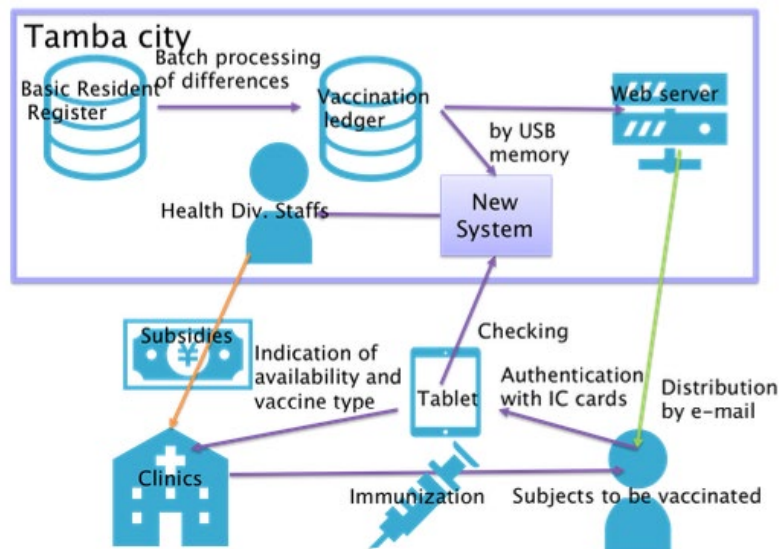 Tamba city
Batch processing
of differences
Basic Resident
Register
Vaccination
ledger
Web server
by USB
memory
Health Div. Staffs
New
System
Subsidies
¥
Checking
Indication of
availability and
vaccine type
Tablet
Authentication
with IC cards
Distribution
by e-mail
Clinics
Immunization
Subjects to be vaccinated